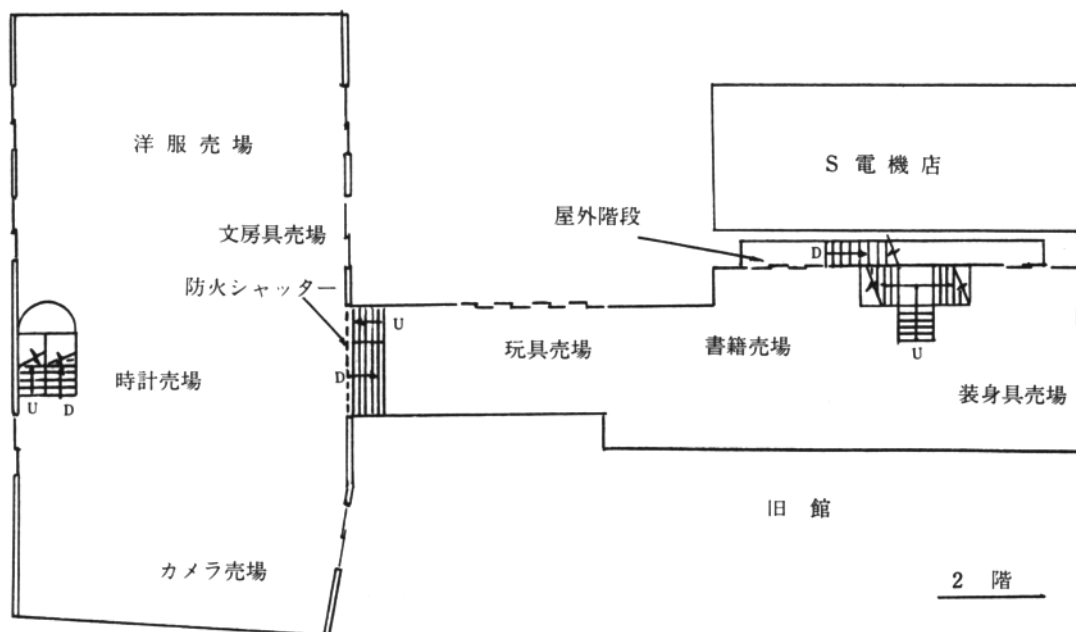 洋服売場
S電機店
屋外階段
文房具売場
D
防火シャッター
U
玩具売場
書籍売場
時計売場
D
U
装身具売場
U D
旧館
カメラ売場
2階